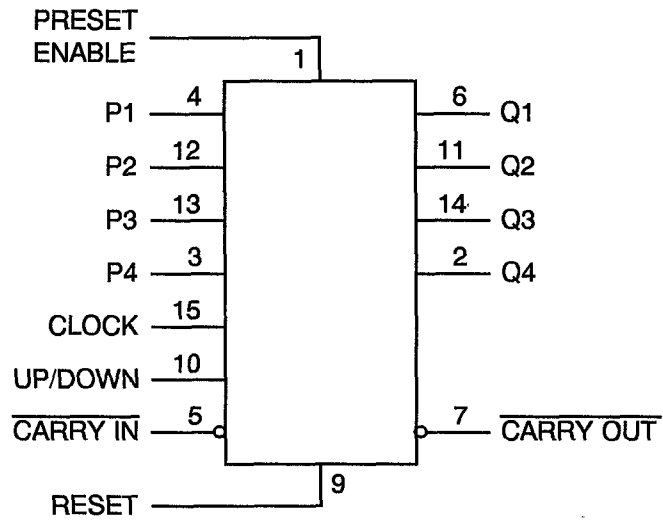 PRESET
ENABLE
1
P1 4 6 Q1
P2 12 11 Q2
P3 13 14 Q3
P4 3 2 Q4
CLOCK 15
UP/DOWN 10
CARRY IN 5 7 CARRY OUT
RESET 9